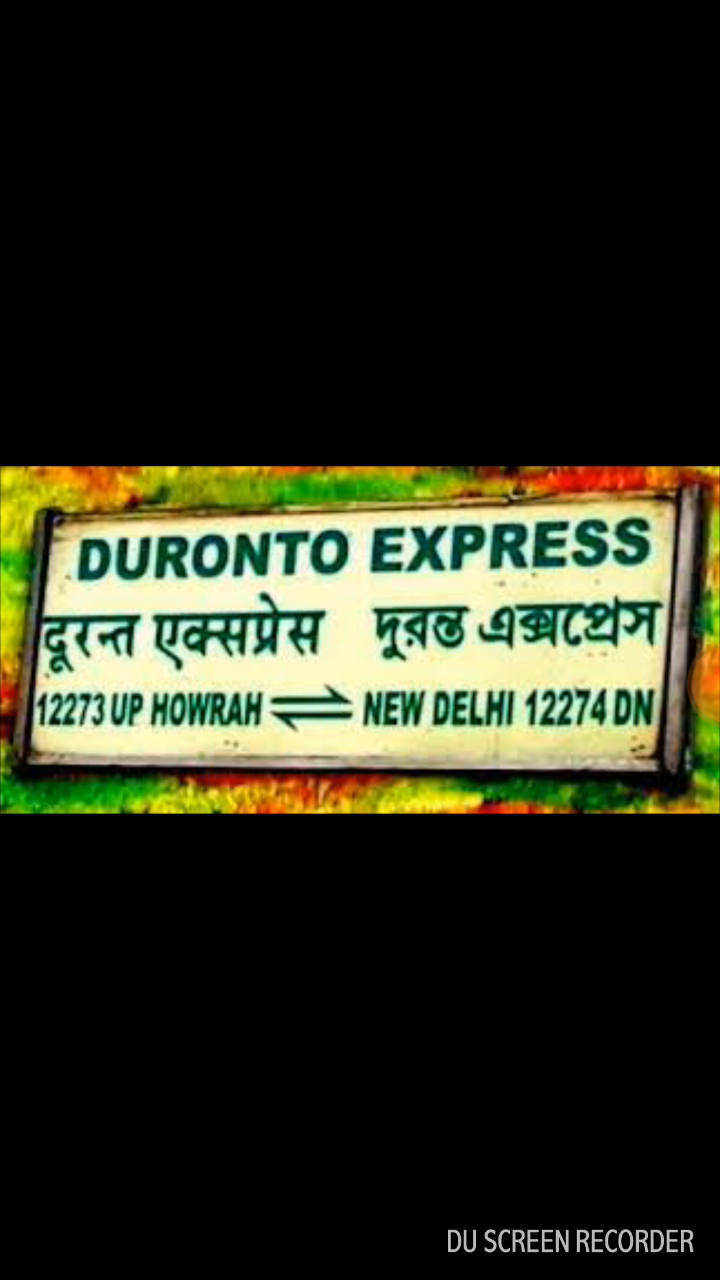 DURONTO EXPRESS
दूरन्त एक्सप्रेस দুরন্ত এক্সপ্রেস
12273 UP HOWRAH ⇌ NEW DELHI 12274 DN
DU SCREEN RECORDER